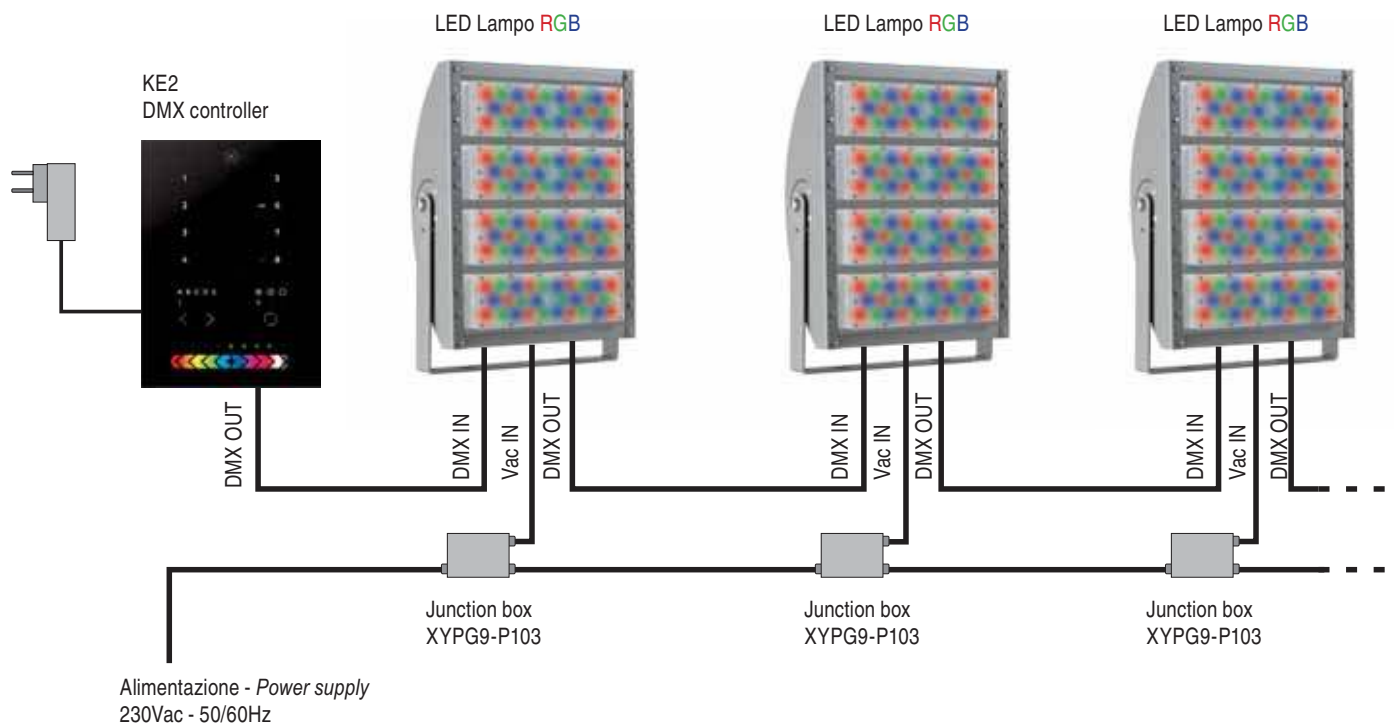 LED Lampo RGB
LED Lampo RGB
LED Lampo RGB
KE2
DMX controller
DMX OUT
DMX IN
Vac IN
DMX OUT
DMX IN
Vac IN
DMX OUT
DMX IN
Vac IN
DMX OUT
Junction box
XYPG9-P103
Junction box
XYPG9-P103
Junction box
XYPG9-P103
Alimentazione - Power supply
230Vac - 50/60Hz